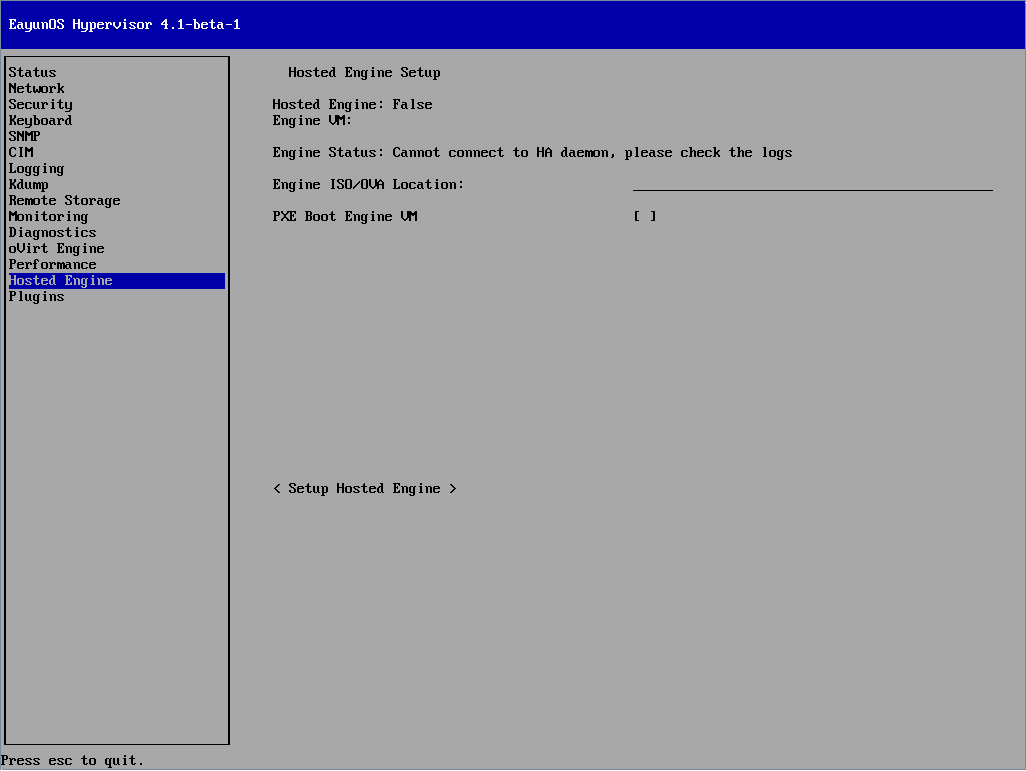 EayunOS Hypervisor 4.1-beta-1
Status
Network
Security
Keyboard
SNMP
CIM
Logging
Kdump
Remote Storage
Monitoring
Diagnostics
oVirt Engine
Performance
Hosted Engine
Plugins
Hosted Engine Setup
Hosted Engine: False
Engine VM:
Engine Status: Cannot connect to HA daemon, please check the logs
Engine ISO/OVA Location:
PXE Boot Engine VM [ ]
< Setup Hosted Engine >
Press esc to quit.